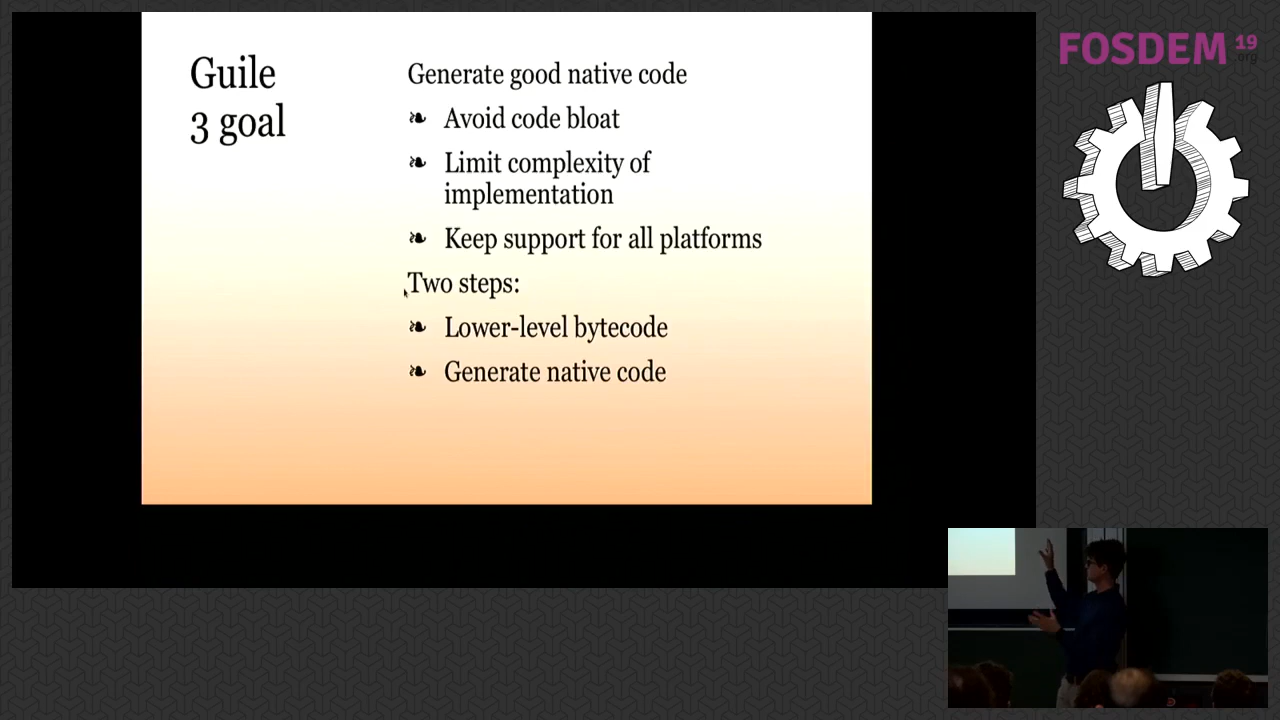 Guile
3 goal
Generate good native code
❧ Avoid code bloat
❧ Limit complexity of
implementation
❧ Keep support for all platforms
Two steps:
❧ Lower-level bytecode
❧ Generate native code
FOSDEM 19
.org